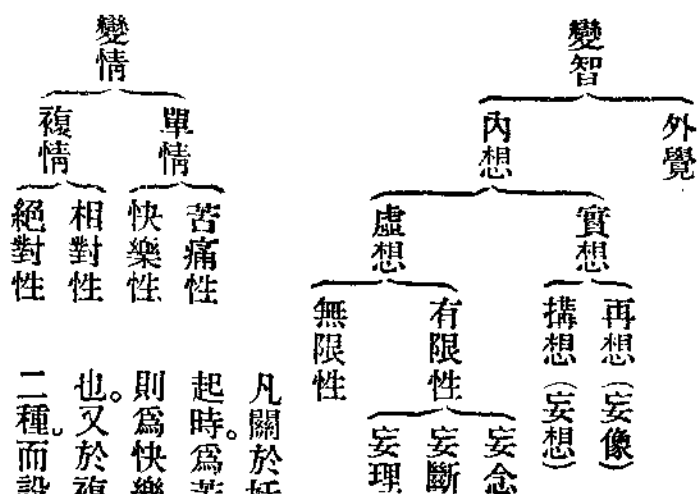 變智
外覺
內想
實想
再想（妄像）
構想（妄想）
虛想
有限性
妄念
妄斷
妄理
無限性
變情
單情
苦痛性
快樂性
複情
相對性
絕對性
凡關於
起時。爲苦
則爲快樂
也。又於複
二種。而設